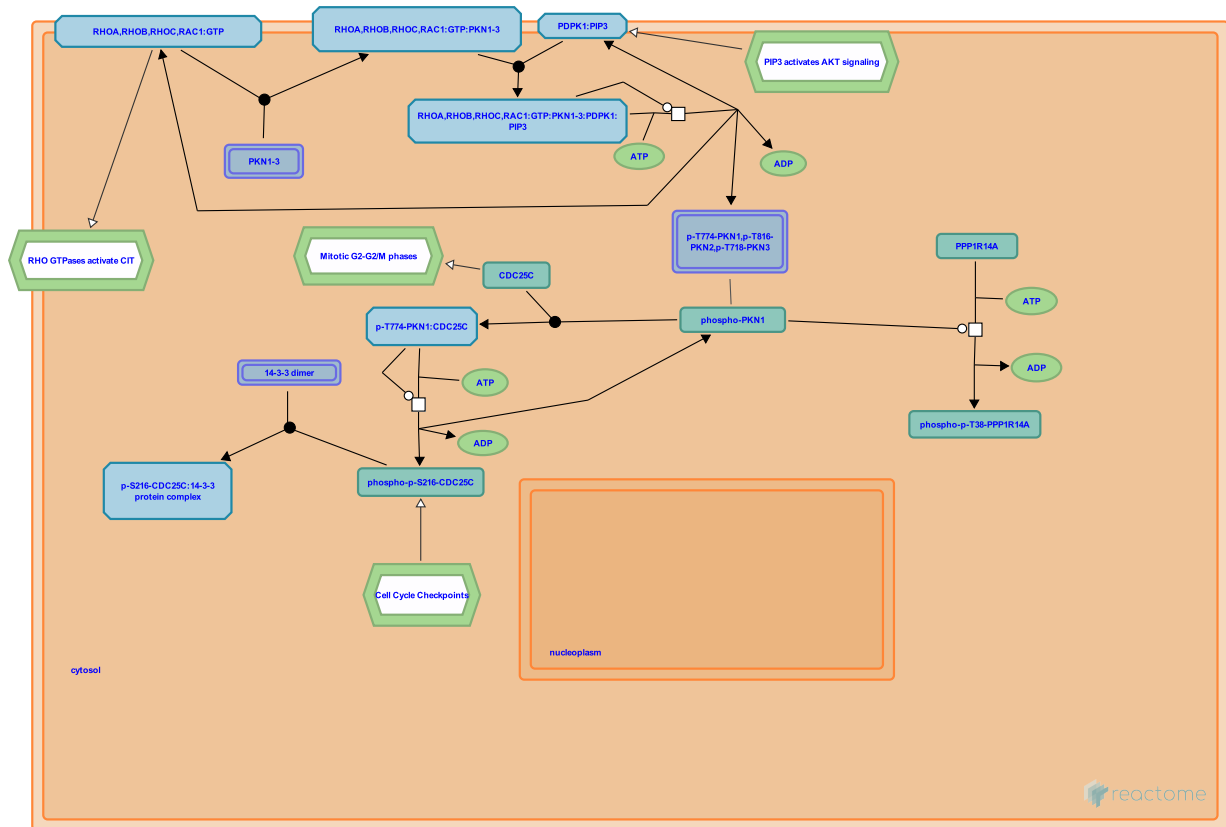 RHOA,RHOB,RHOC,RAC1:GTP
RHOA,RHOB,RHOC,RAC1:GTP:PKN1-3
PDPK1:PIP3
PIP3 activates AKT signaling
RHOA,RHOB,RHOC,RAC1:GTP:PKN1-3:PDPK1:
PIP3
PKN1-3
ATP
ADP
RHO GTPases activate CIT
Mitotic G2-G2/M phases
CDC25C
p-T774-PKN1,p-T816-
PKN2,p-T718-PKN3
PPP1R14A
ATP
p-T774-PKN1:CDC25C
phospho-PKN1
14-3-3 dimer
ATP
ADP
ADP
phospho-p-T38-PPP1R14A
p-S216-CDC25C:14-3-3
protein complex
phospho-p-S216-CDC25C
Cell Cycle Checkpoints
nucleoplasm
cytosol
reactome